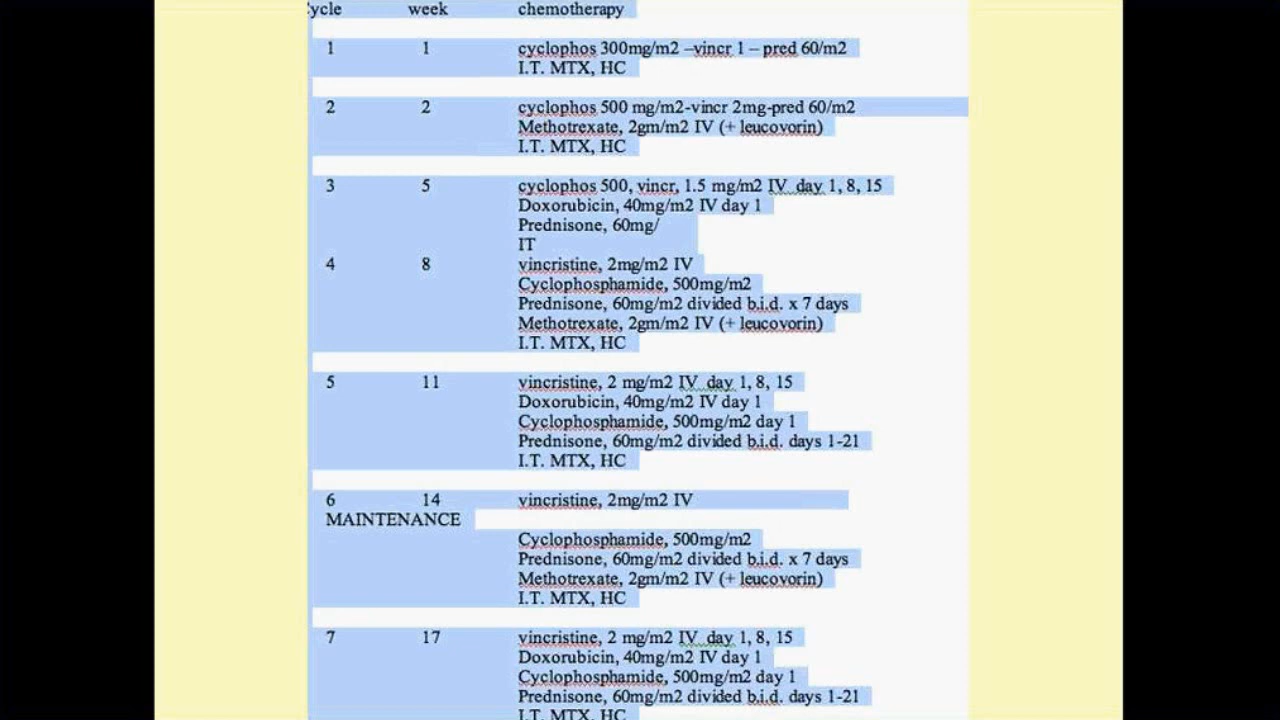 ycle week chemotherapy
1 1 cyclophos 300mg/m2 –vincr 1 – pred 60/m2
I.T. MTX, HC
2 2 cyclophos 500 mg/m2-vincr 2mg-pred 60/m2
Methotrexate, 2gm/m2 IV (+ leucovorin)
I.T. MTX, HC
3 5 cyclophos 500, vincr, 1.5 mg/m2 IV day 1, 8, 15
Doxorubicin, 40mg/m2 IV day 1
Prednisone, 60mg/
IT
4 8 vincristine, 2mg/m2 IV
Cyclophosphamide, 500mg/m2
Prednisone, 60mg/m2 divided b.i.d. x 7 days
Methotrexate, 2gm/m2 IV (+ leucovorin)
I.T. MTX, HC
5 11 vincristine, 2 mg/m2 IV day 1, 8, 15
Doxorubicin, 40mg/m2 IV day 1
Cyclophosphamide, 500mg/m2 day 1
Prednisone, 60mg/m2 divided b.i.d. days 1-21
I.T. MTX, HC
6 14 vincristine, 2mg/m2 IV
MAINTENANCE
Cyclophosphamide, 500mg/m2
Prednisone, 60mg/m2 divided b.i.d. x 7 days
Methotrexate, 2gm/m2 IV (+ leucovorin)
I.T. MTX, HC
7 17 vincristine, 2 mg/m2 IV day 1, 8, 15
Doxorubicin, 40mg/m2 IV day 1
Cyclophosphamide, 500mg/m2 day 1
Prednisone, 60mg/m2 divided b.i.d. days 1-21
I.T. MTX, HC